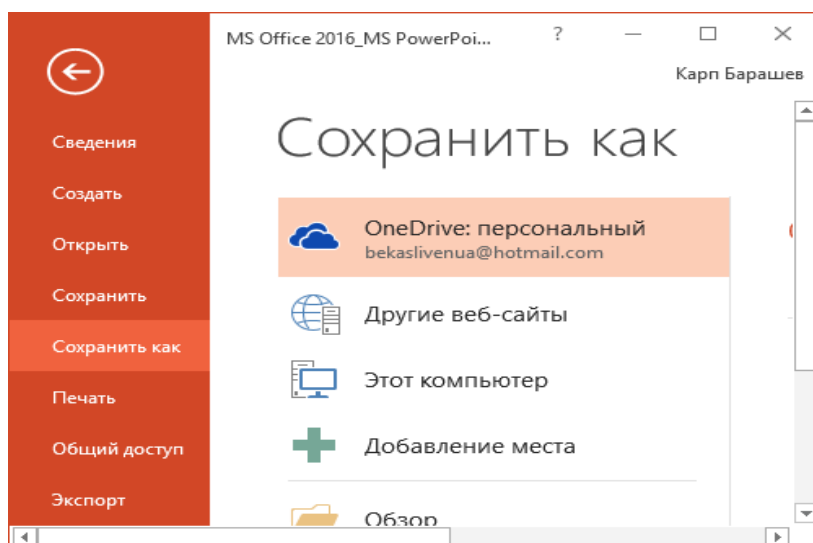 MS Office 2016_MS PowerPoi... ?
Карп Барашев
Сведения
Создать
Открыть
Сохранить
Сохранить как
Печать
Общий доступ
Экспорт
Сохранить как
OneDrive: персональный
bekaslivenua@hotmail.com
Другие веб-сайты
Этот компьютер
Добавление места
Обзор